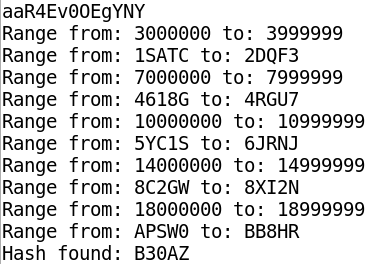 aaR4Ev0OEgYNY
Range from: 3000000 to: 3999999
Range from: 1SATC to: 2DQF3
Range from: 7000000 to: 7999999
Range from: 4618G to: 4RGU7
Range from: 10000000 to: 10999999
Range from: 5YC1S to: 6JRNJ
Range from: 14000000 to: 14999999
Range from: 8C2GW to: 8XI2N
Range from: 18000000 to: 18999999
Range from: APSW0 to: BB8HR
Hash found: B30AZ